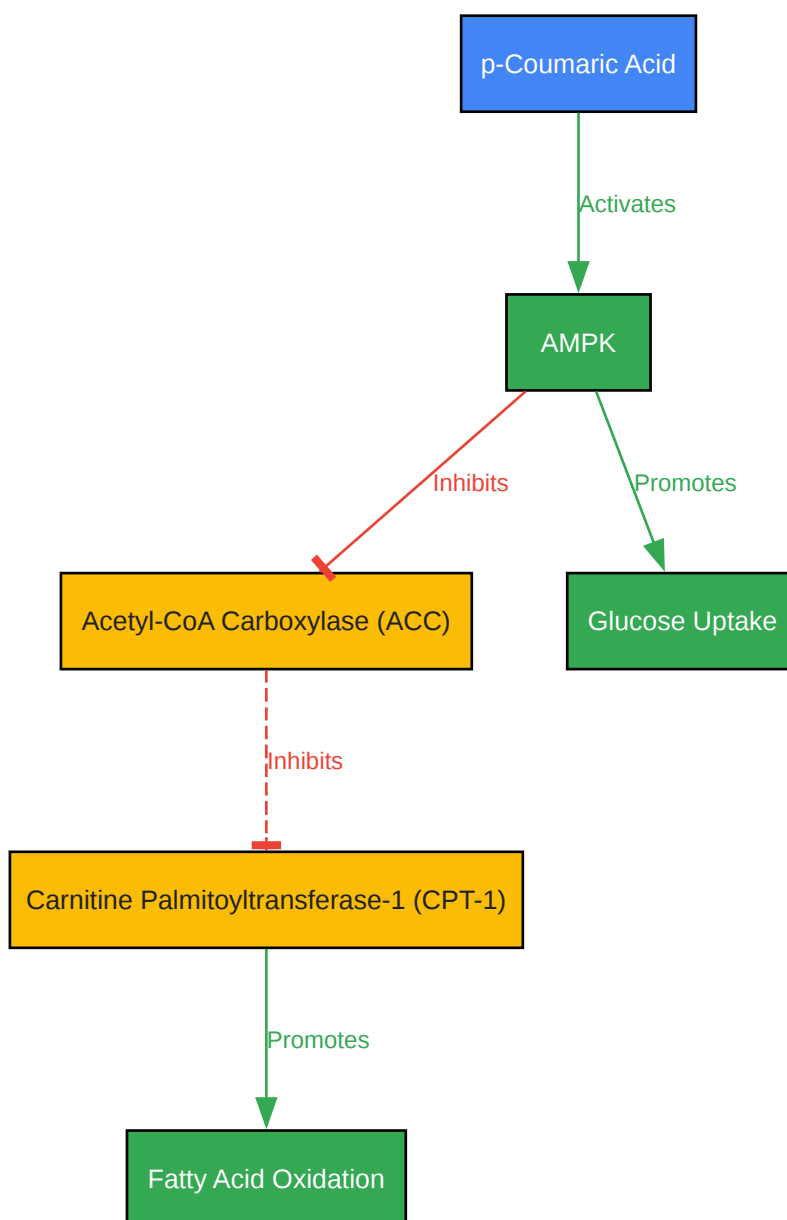 p-Coumaric Acid
Activates
AMPK
Inhibits
Promotes
Acetyl-CoA Carboxylase (ACC)
Glucose Uptake
Inhibits
Carnitine Palmitoyltransferase-1 (CPT-1)
Promotes
Fatty Acid Oxidation